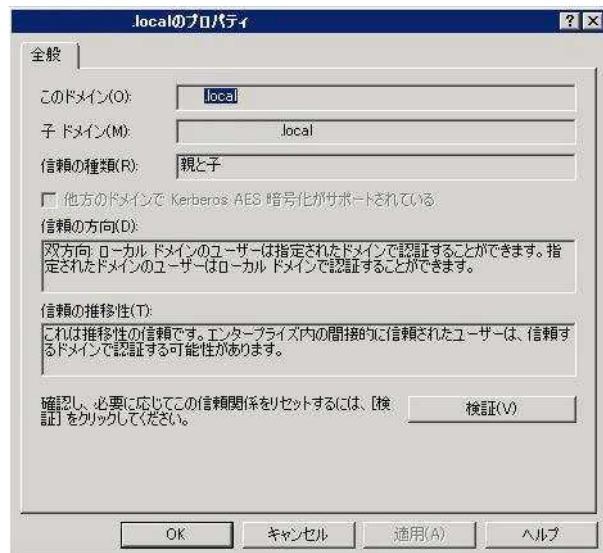 .localのプロパティ
全般
このドメイン(O):
.local
子 ドメイン(M):
.local
信頼の種類(R):
親と子
他方のドメインで Kerberos AES 暗号化がサポートされている
信頼の方向(D):
双方向: ローカル ドメインのユーザーは指定されたドメインで認証することができます。指
定されたドメインのユーザーはローカル ドメインで認証することができます。
信頼の推移性(T):
これは推移性の信頼です。エンタープライズ内の間接的に信頼されたユーザーは、信頼す
るドメインで認証する可能性があります。
確認し、必要に応じてこの信頼関係をリセットするには、[検
証] をクリックしてください。
検証(V)
OK
キャンセル
適用(A)
ヘルプ